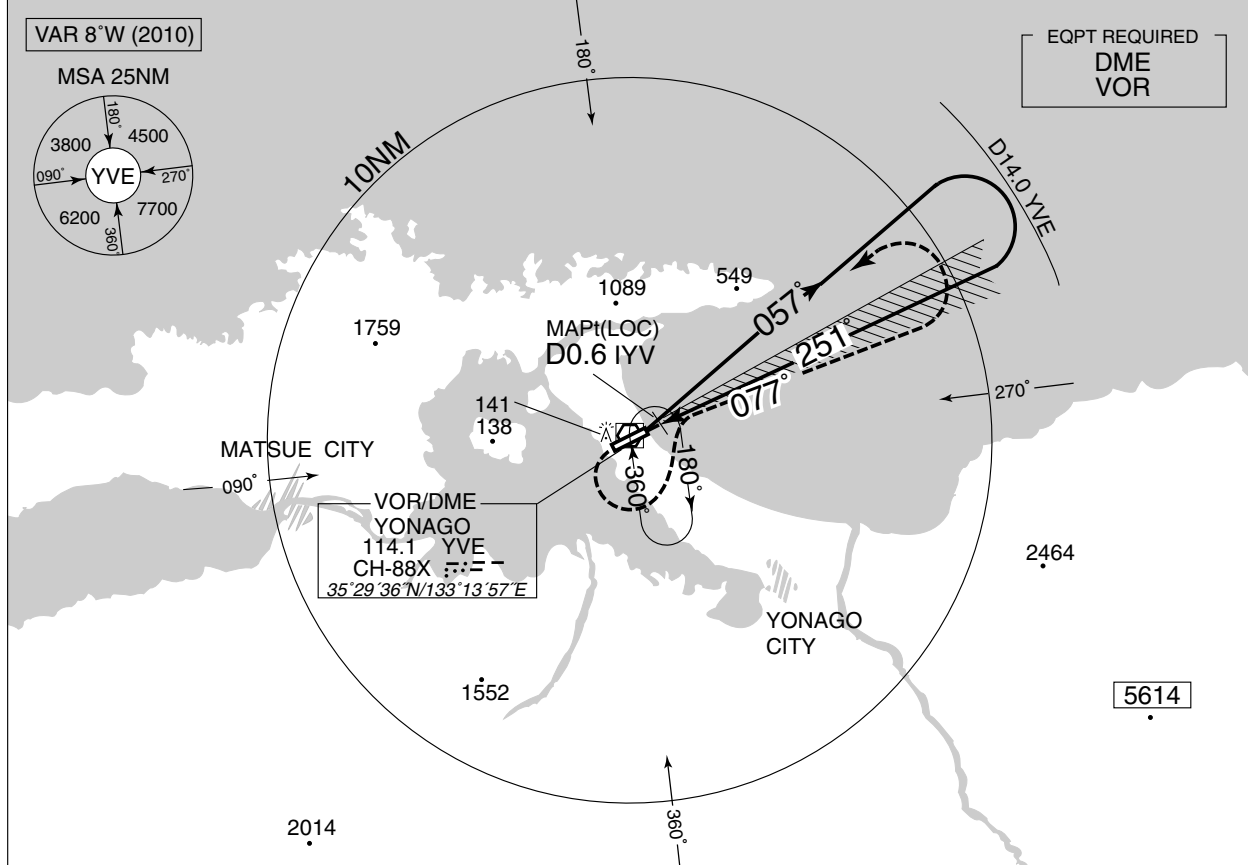 VAR 8°W (2010)
MSA 25NM
180°
3800
4500
090°
YVE
270°
6200
7700
360°
EQPT REQUIRED
DME
VOR
180°
10NM
D14.0 YVE
549
1089
1759
057°
MAPt(LOC)
D0.6 IYV
251°
077°
270°
141
138
MATSUE CITY
090°
180°
360°
VOR/DME
YONAGO
114.1 YVE
CH-88X
35°29´36˝N/133°13´57˝E
2464
YONAGO
CITY
1552
5614
2014
360°